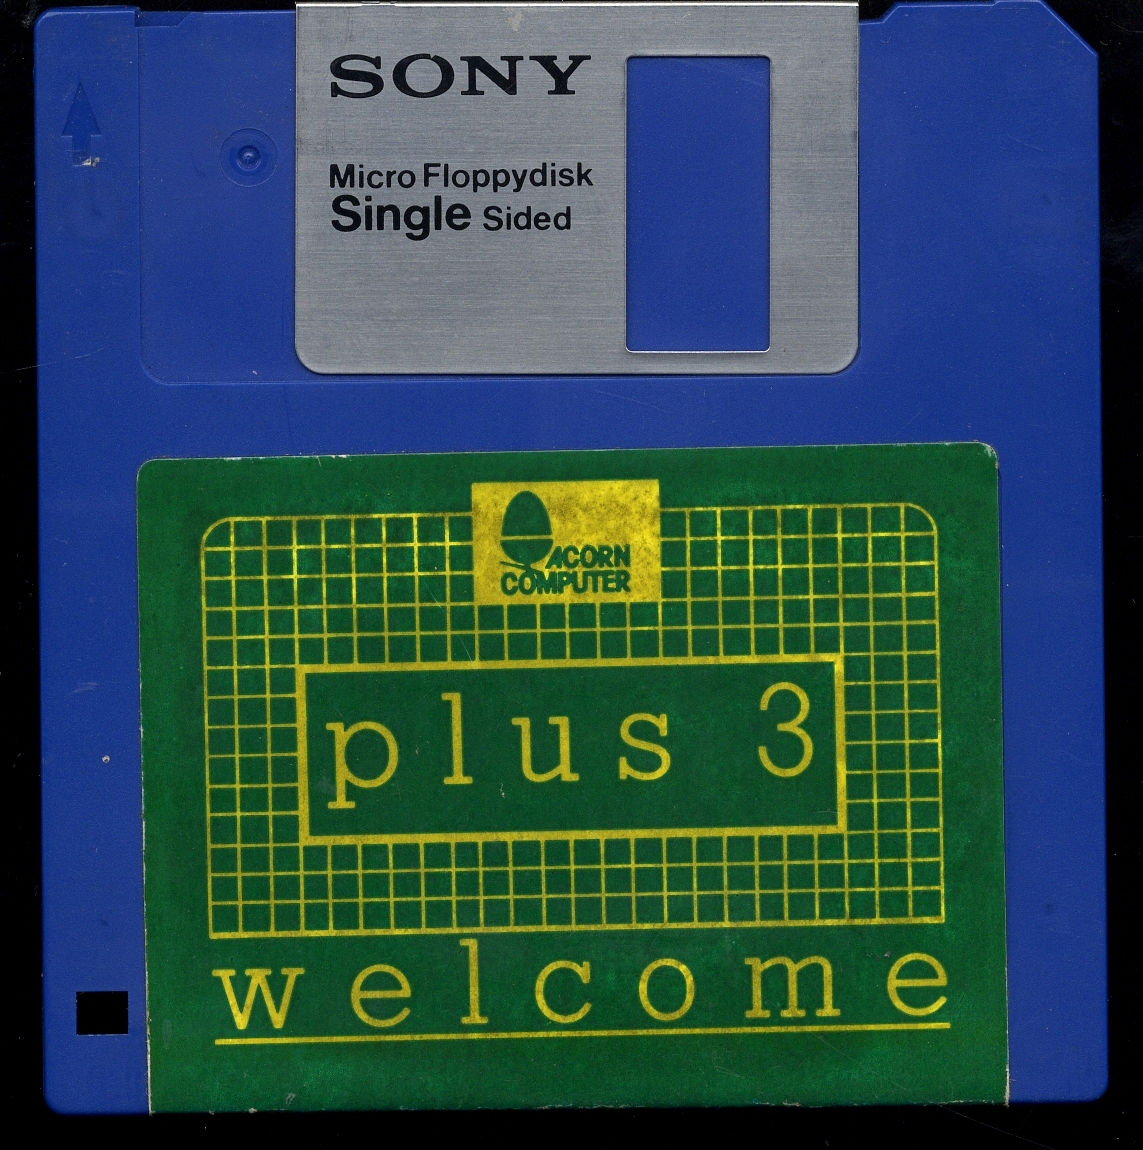 SONY
Micro Floppydisk
Single Sided
ACORN
COMPUTER
plus 3
welcome